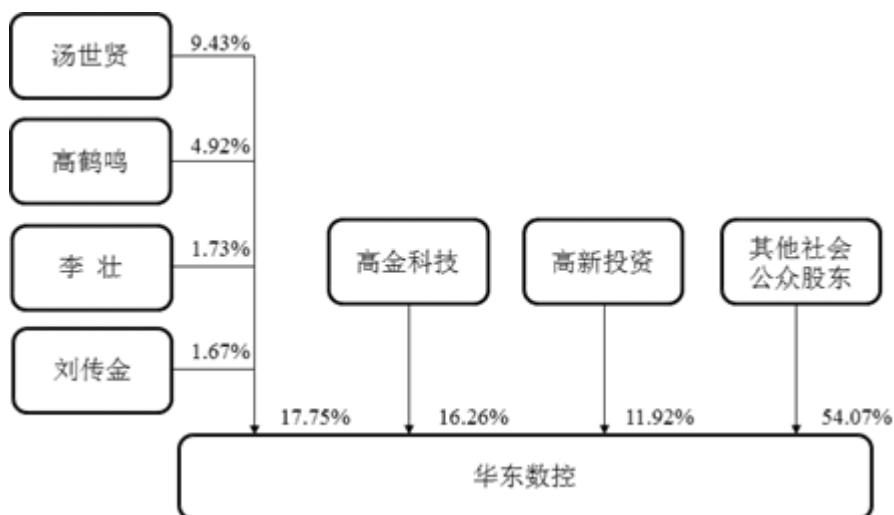 汤世贤
9.43%
高鹤鸣
4.92%
李 壮
1.73%
刘传金
1.67%
高金科技
高新投资
其他社会
公众股东
17.75%
16.26%
11.92%
54.07%
华东数控